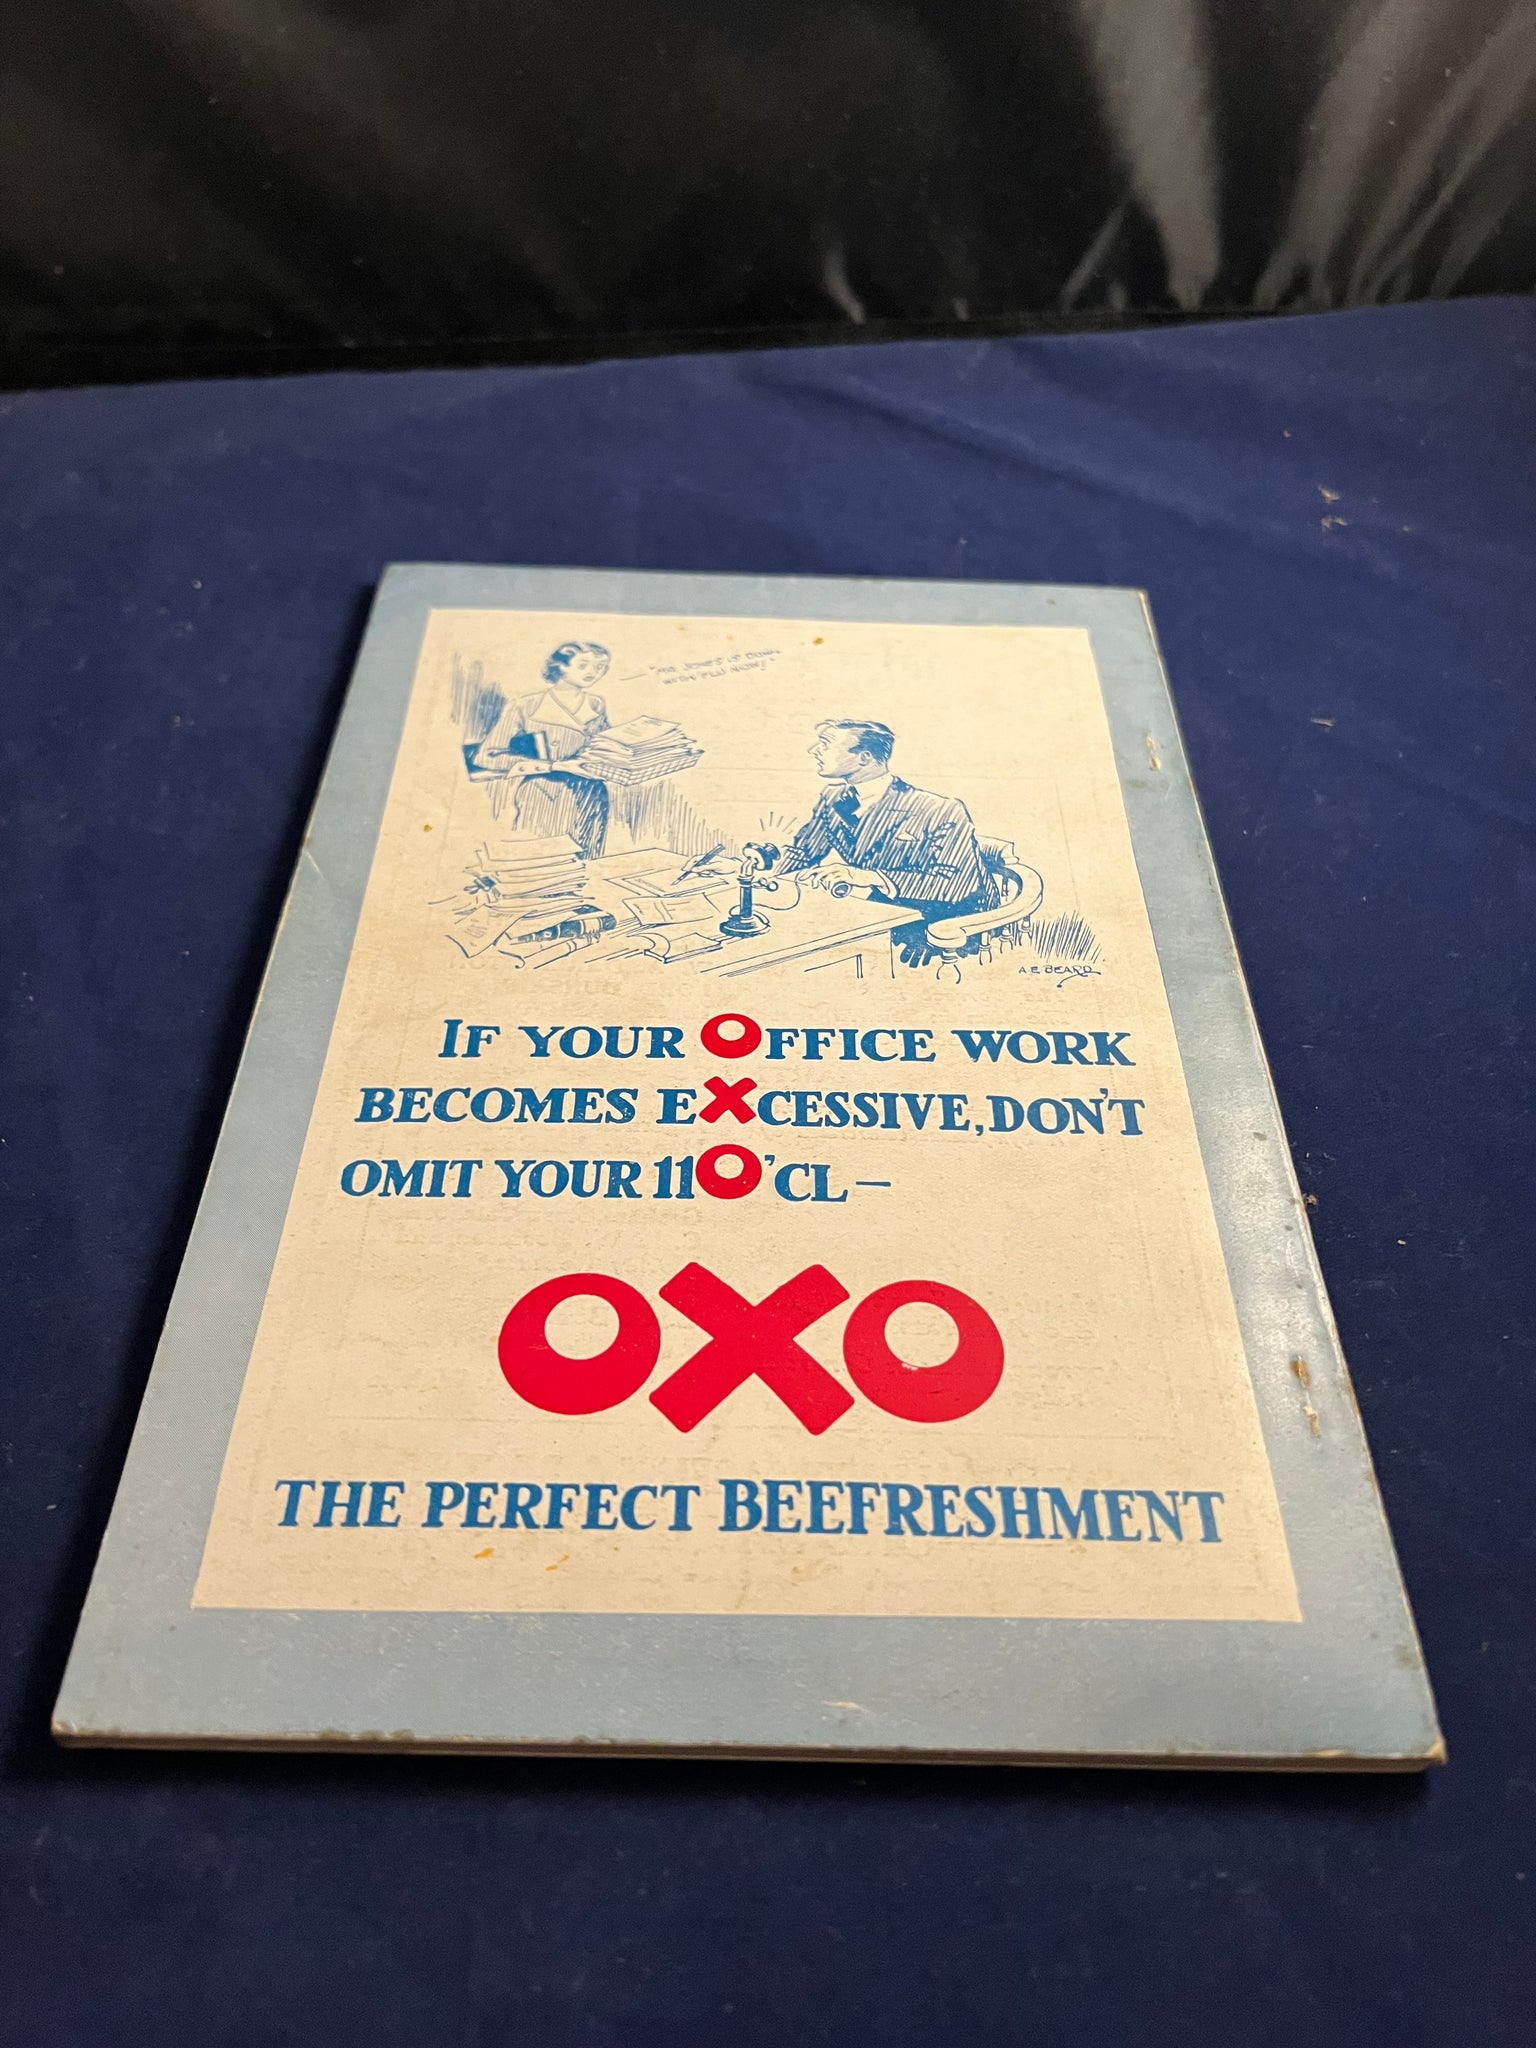 "MR JONES IS DOWN
WITH FLU NOW!"
A.E. BEARD
IF YOUR OFFICE WORK
BECOMES EXCESSIVE, DON'T
OMIT YOUR 11O'CL—
OXO
THE PERFECT BEEFRESHMENT